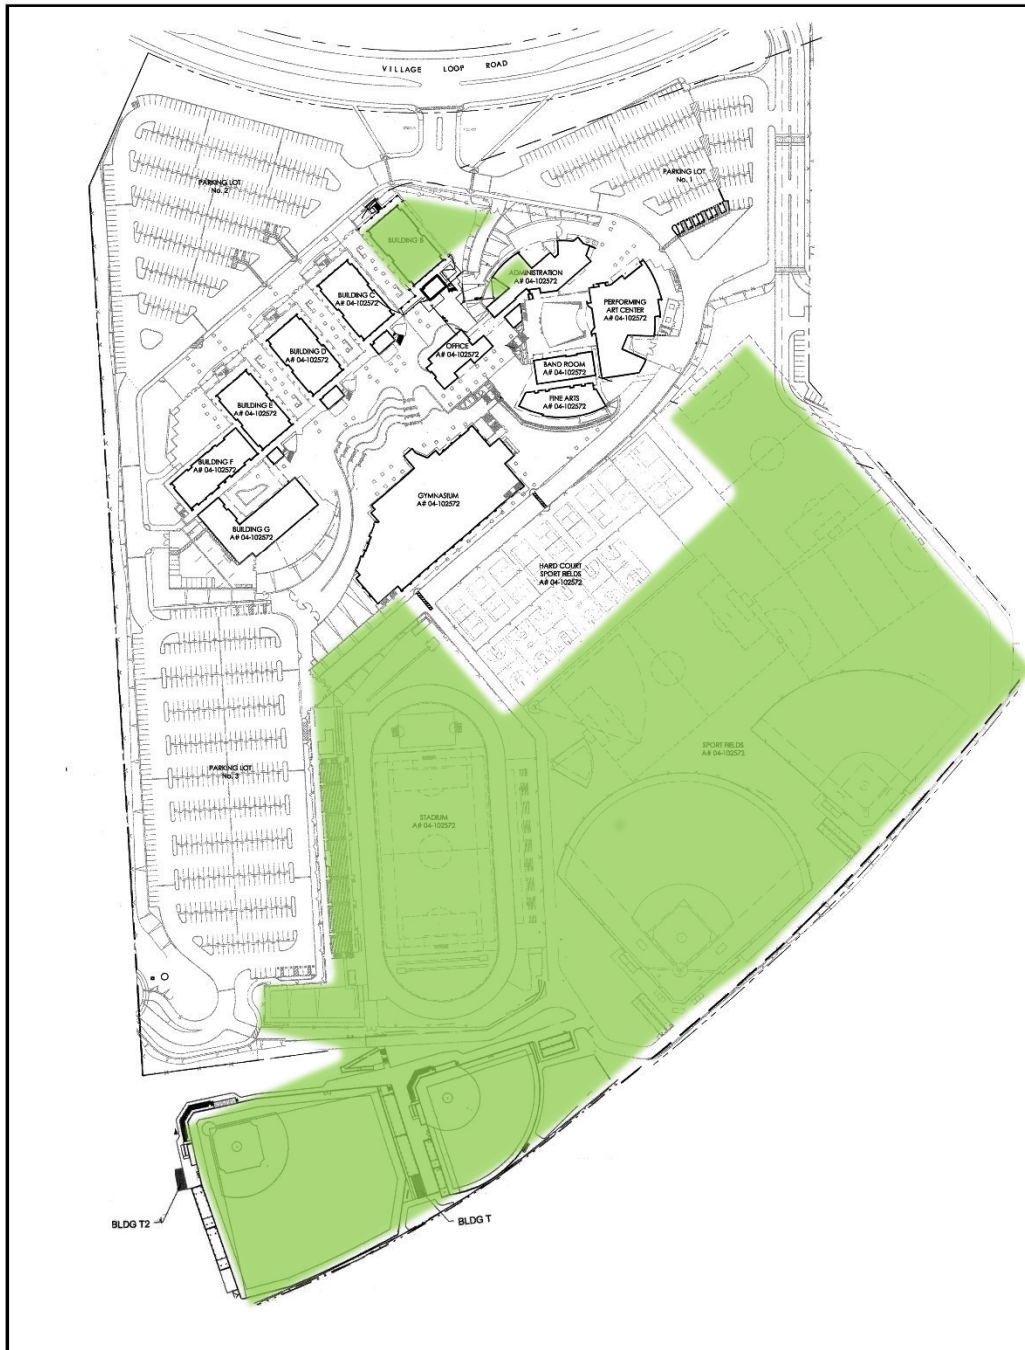 VILLAGE LOOP ROAD
PARKING LOT
No. 2
PARKING LOT
No. 1
BUILDING B
ADMINISTRATION
A# 04-102572
BUILDING C
A# 04-102572
PERFORMING
ART CENTER
A# 04-102572
OFFICE
A# 04-102572
BUILDING D
A# 04-102572
BAND ROOM
A# 04-102572
FINE ARTS
A# 04-102572
BUILDING E
A# 04-102572
BUILDING F
A# 04-102572
GYMNASIUM
A# 04-102572
BUILDING G
A# 04-102572
HARD COURT
SPORT FIELDS
A# 04-102572
SPORT FIELDS
A# 04-102572
PARKING LOT
No. 3
STADIUM
A# 04-102572
BLDG T2
BLDG T